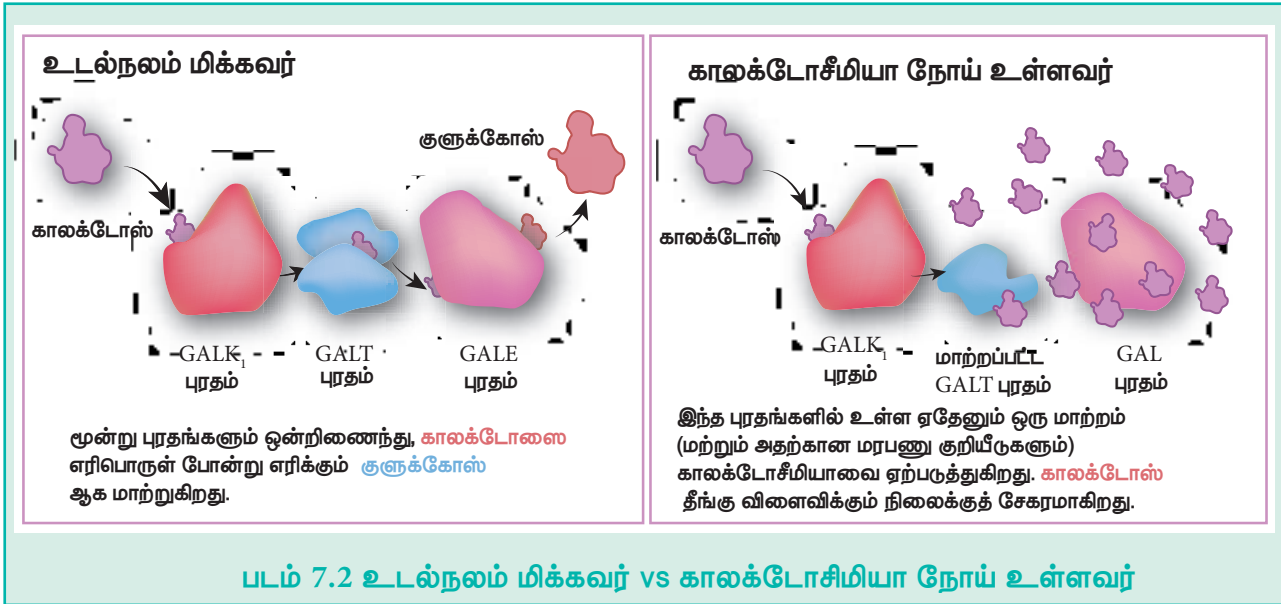 உடல்நலம் மிக்கவர்
காலக்டோஸ்
குளுக்கோஸ்
GALK₁
புரதம்
GALT
புரதம்
GALE
புரதம்
மூன்று புரதங்களும் ஒன்றிணைந்து, காலக்டோஸை
எரிபொருள் போன்று எரிக்கும் குளுக்கோஸ்
ஆக மாற்றுகிறது.
காலக்டோசீமியா நோய் உள்ளவர்
காலக்டோஸ்
GALK₁
புரதம்
மாற்றப்பட்ட
GALT புரதம்
GAL
புரதம்
இந்த புரதங்களில் உள்ள ஏதேனும் ஒரு மாற்றம்
(மற்றும் அதற்கான மரபணு குறியீடுகளும்)
காலக்டோசீமியாவை ஏற்படுத்துகிறது. காலக்டோஸ்
தீங்கு விளைவிக்கும் நிலைக்குத் சேகரமாகிறது.
படம் 7.2 உடல்நலம் மிக்கவர் vs காலக்டோசிமியா நோய் உள்ளவர்